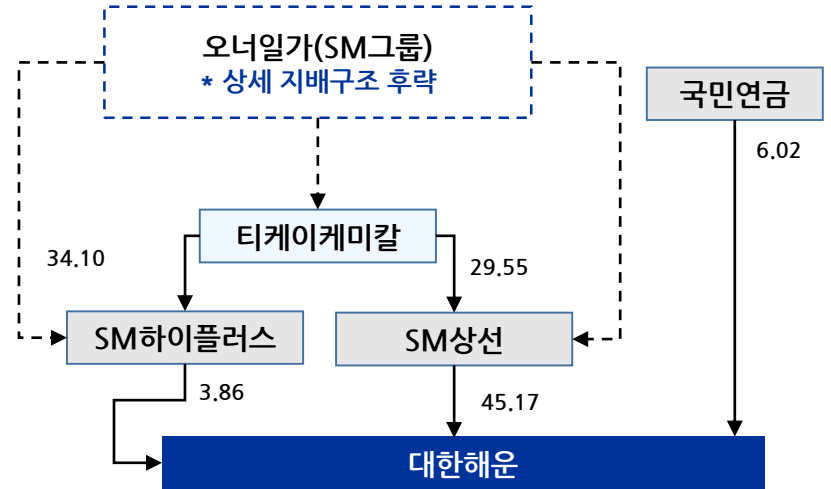 오너일가(SM그룹)
* 상세 지배구조 후략
국민연금
6.02
티케이케미칼
34.10
29.55
SM하이플러스
SM상선
3.86
45.17
대한해운